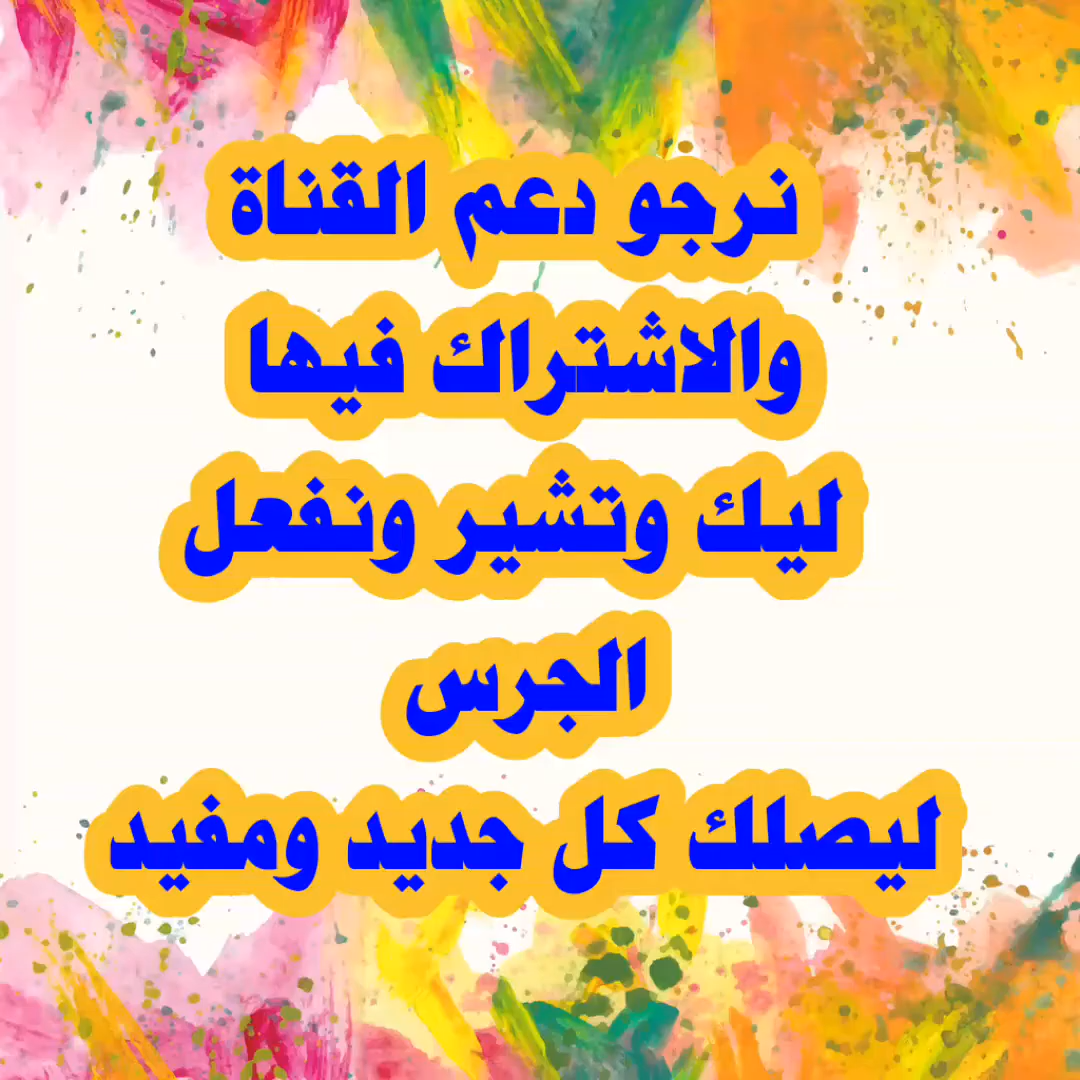 نرجو دعم القناة
والاشتراك فيها
ليك وتشير ونفعل
الجرس
ليصلك كل جديد ومفيد